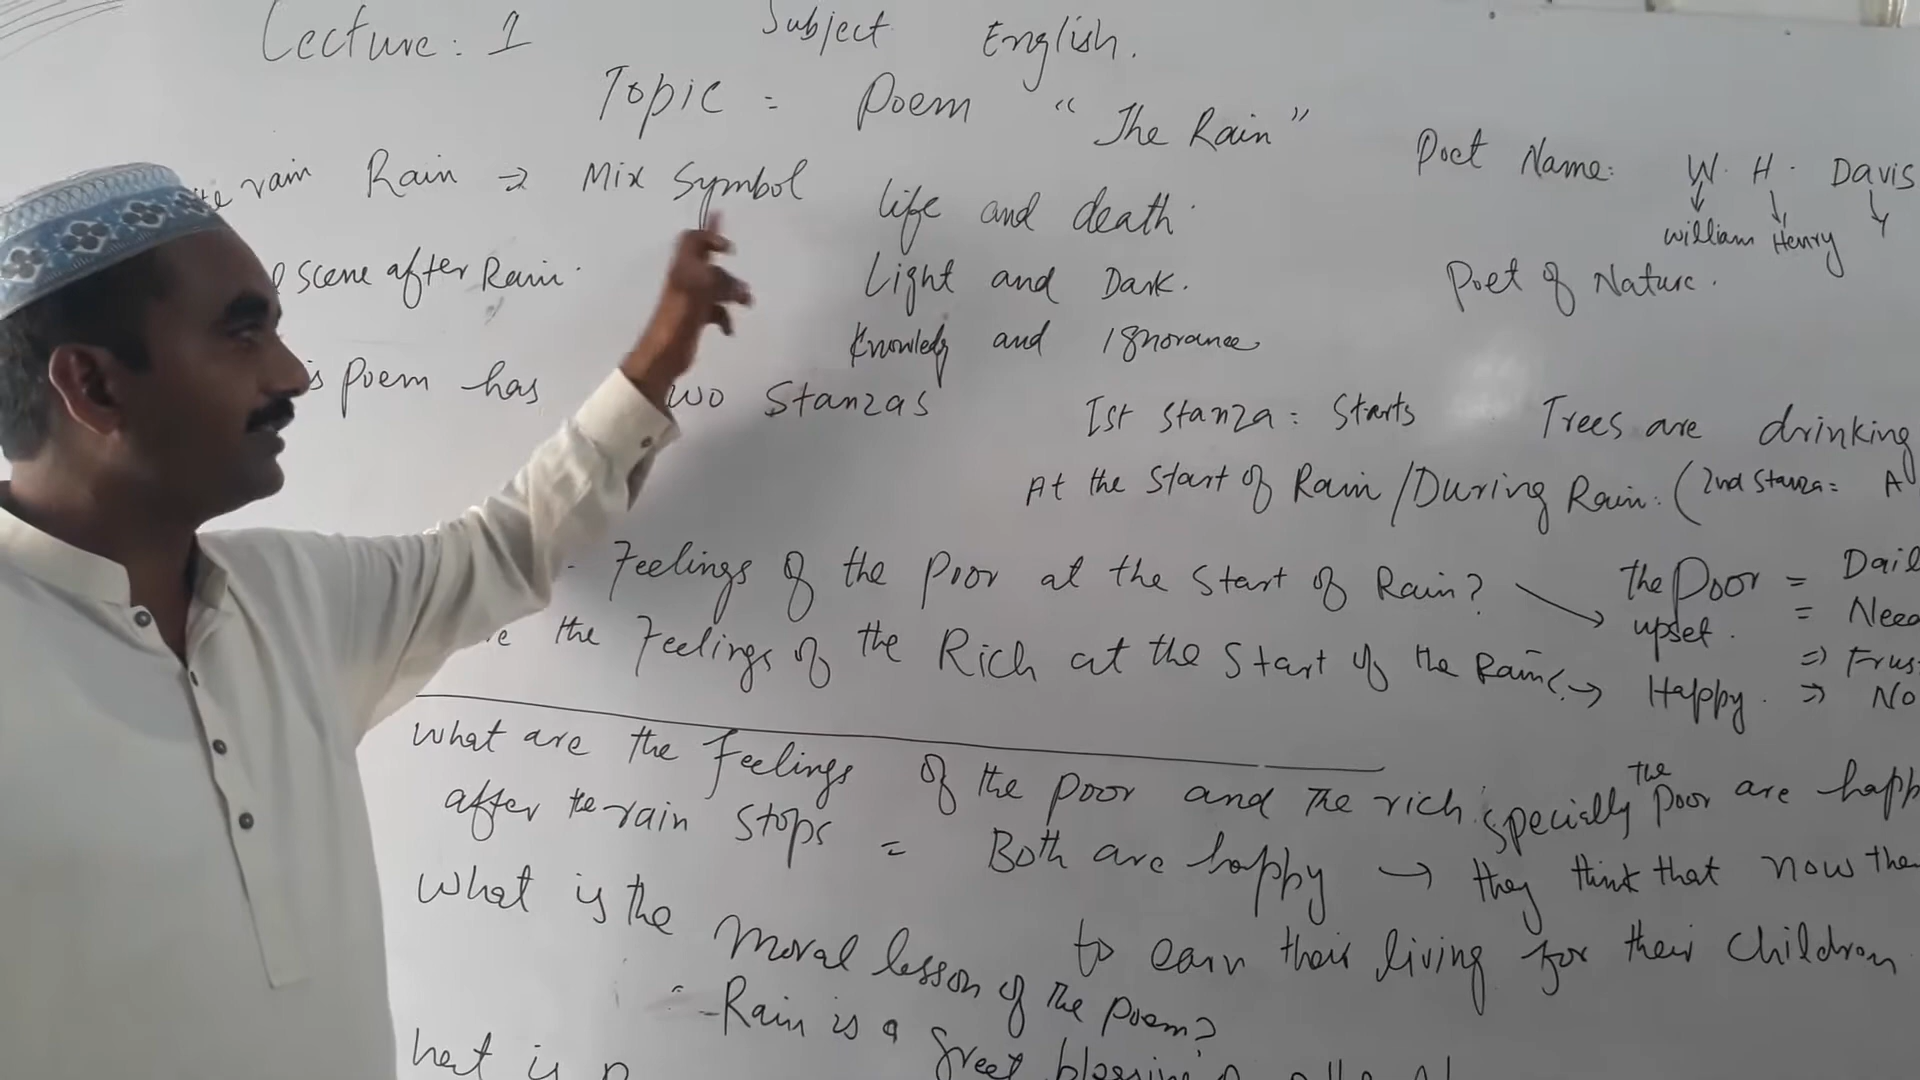 Lecture: 1 Subject English.
Topic = Poem "The Rain"
Poet Name: W. H. Davis
William Henry
Poet of Nature.
rain Rain → Mix Symbol life and death.
scene after Rain. Light and Dark.
Knowledg and Ignorance
is Poem has wo Stanzas
Ist Stanza: Starts Trees are drinking
At the Start of Rain / During Rain. (2nd Stanza= A
- Feelings of the Poor at the Start of Rain? the Poor = Dail
upset. = Need
⇒ Frus
e the Feelings of the Rich at the Start of the Rain? → Happy. ⇒ No
What are the Feelings of the poor and The rich
after the rain stops = Both are happy → specially the poor are happ
they think that now the
to earn their living for their children
What is the Moral lesson of the Poem?
- Rain is a great
hat is